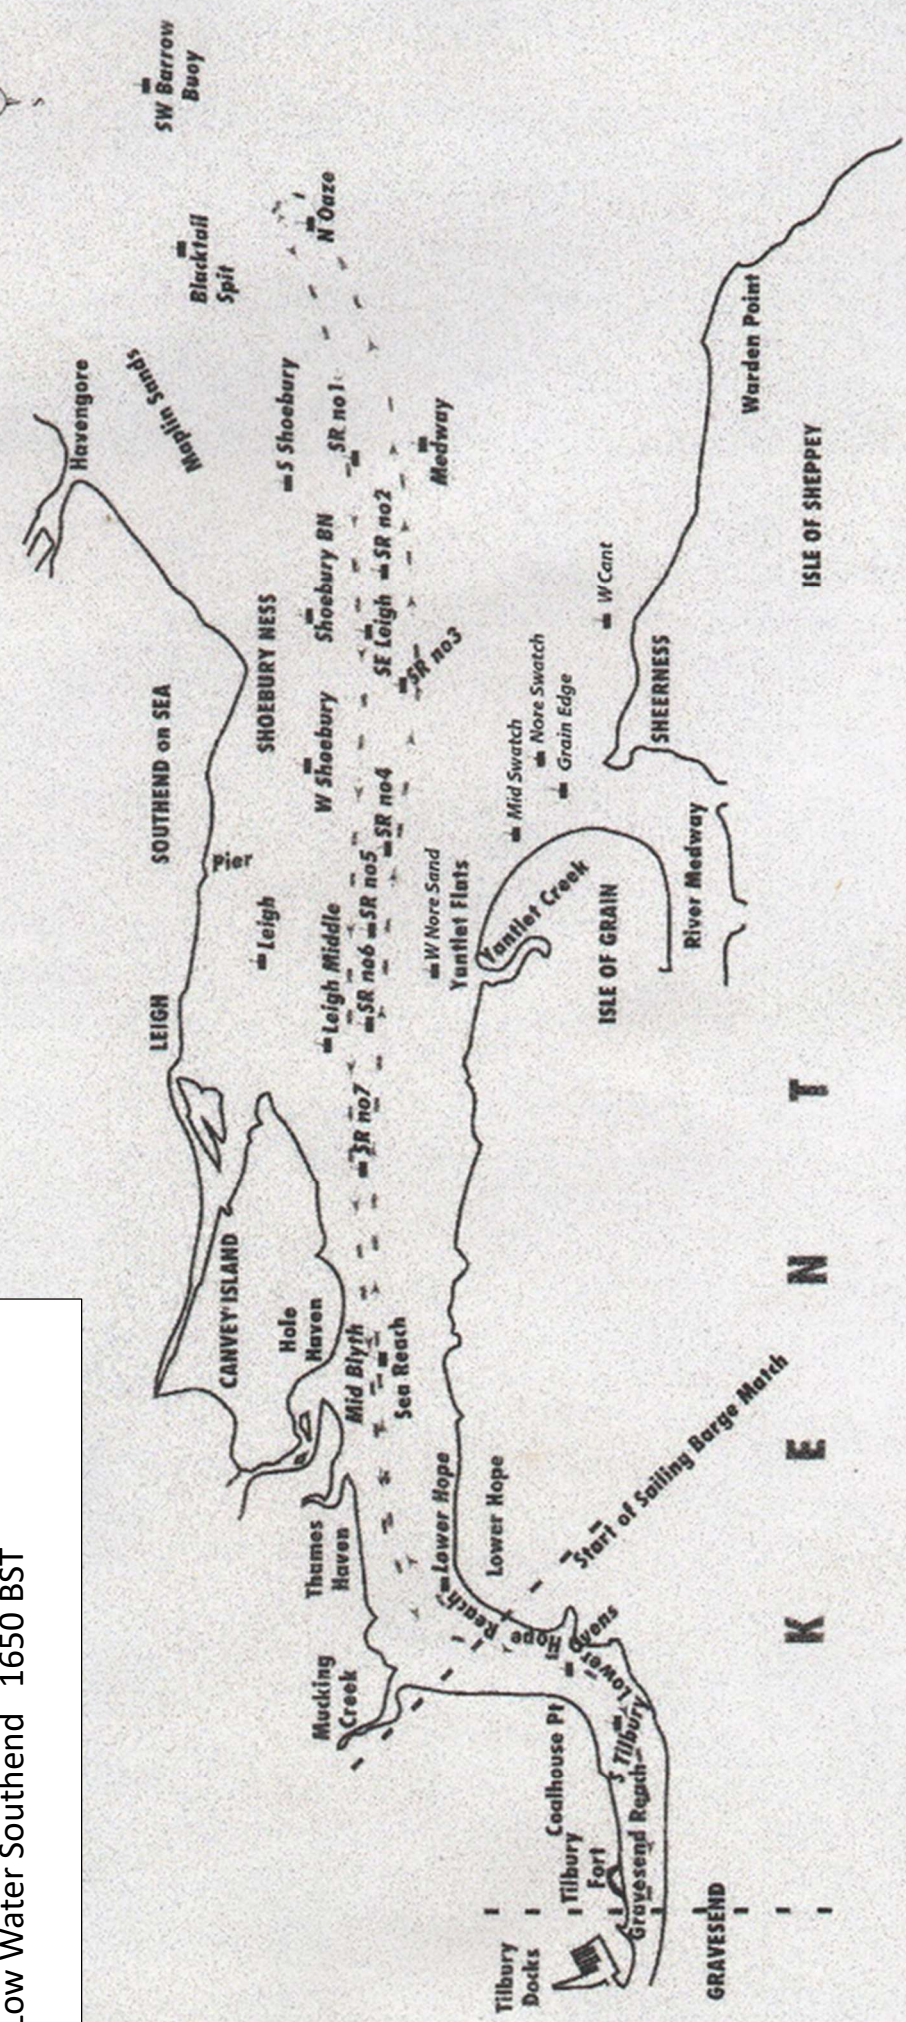 Low Water Southend 1650 BST
S
SW Barrow
Buoy
Blacktail
Spit
N Oaze
Havengore
Maplin Sands
S Shoebury
SR no1
Medway
Warden Point
ISLE OF SHEPPEY
SOUTHEND on SEA
SHOEBURY NESS
Shoebury BN
SR no2
SE Leigh
SR no3
W Cant
SHEERNESS
W Shoebury
SR no4
Mid Swatch
Nore Swatch
Grain Edge
Pier
Leigh
LEIGH
Leigh Middle
SR no5
SR no6
W Nore Sand
Yantlet Flats
Yantlet Creek
ISLE OF GRAIN
River Medway
SR no7
CANVEY ISLAND
Hole
Haven
Mid Blyth
Sea Reach
Thames
Haven
Lower Hope
Lower Hope
Start of Sailing Barge Match
Mucking
Creek
Lower Hope Reach
Ovens
Coalhouse Pt
S Tilbury
Tilbury
Fort
Gravesend Reach
Tilbury
Docks
GRAVESEND
K E N T